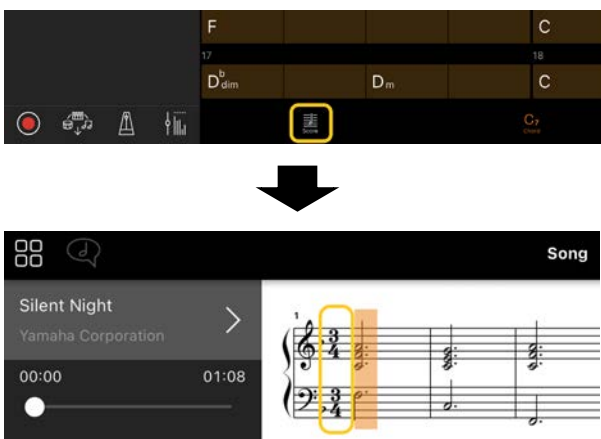 F C
17 18
D♭dim Dm C
Score C7
Chord
Song
Silent Night
Yamaha Corporation
00:00 01:08
1
3 4
3 4